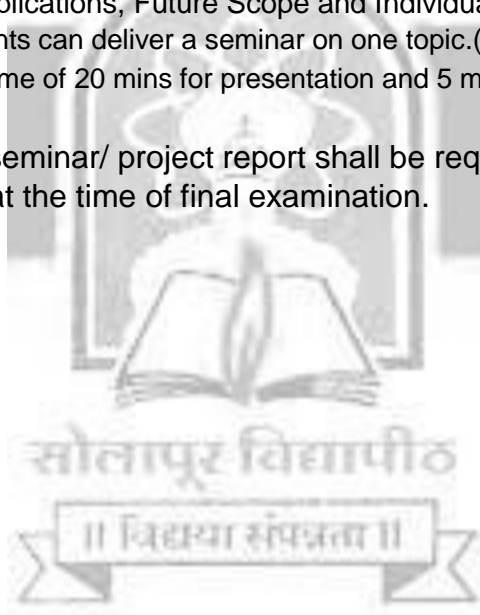 plications, Future Scope and Individua
nts can deliver a seminar on one topic.(
me of 20 mins for presentation and 5 m
seminar/ project report shall be req
at the time of final examination.
सोलापूर विद्यापीठ
॥ विद्यया संपन्नता ॥